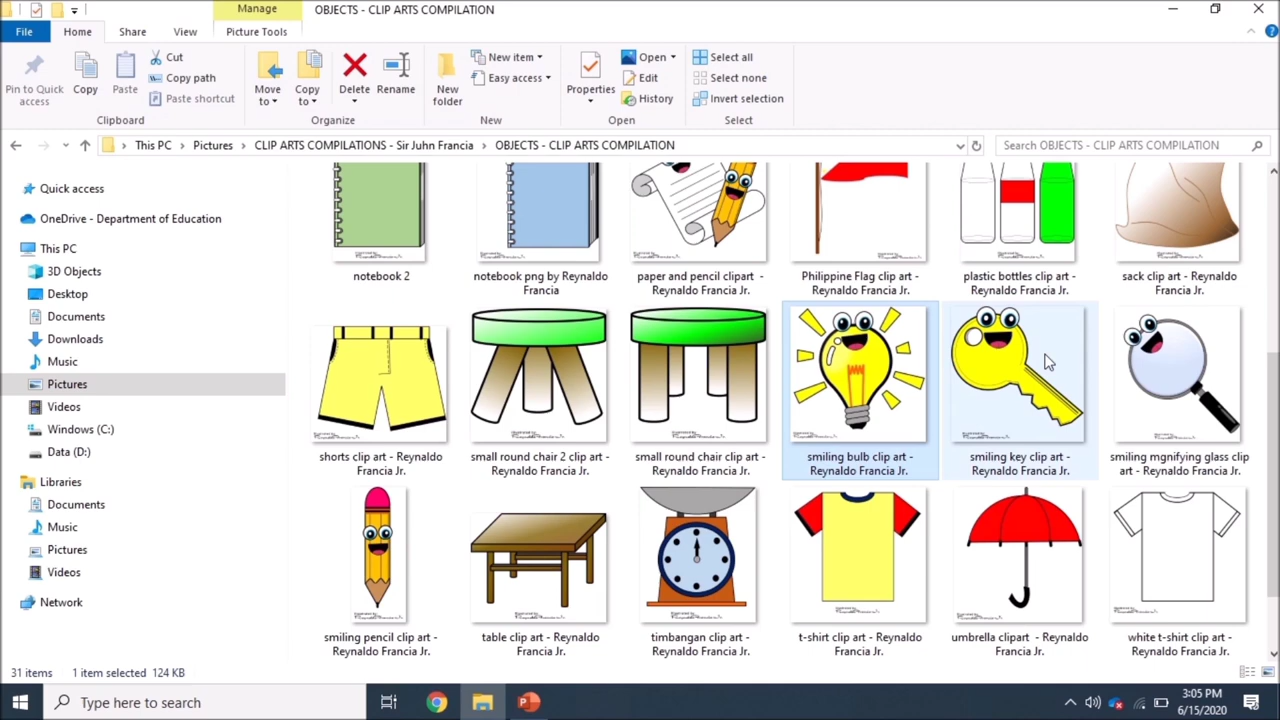 Manage
OBJECTS - CLIP ARTS COMPILATION
File
Home
Share
View
Picture Tools
Pin to Quick access
Copy
Paste
Cut
Copy path
Paste shortcut
Clipboard
Move to
Copy to
Delete
Rename
Organize
New folder
New item
Easy access
New
Properties
Open
Edit
History
Open
Select all
Select none
Invert selection
Select
This PC > Pictures > CLIP ARTS COMPILATIONS - Sir Juhn Francia > OBJECTS - CLIP ARTS COMPILATION
Search OBJECTS - CLIP ARTS COMPILATION
Quick access
OneDrive - Department of Education
This PC
3D Objects
Desktop
Documents
Downloads
Music
Pictures
Videos
Windows (C:)
Data (D:)
Libraries
Documents
Music
Pictures
Videos
Network
notebook 2
notebook png by Reynaldo
Francia
paper and pencil clipart -
Reynaldo Francia Jr.
Philippine Flag clip art -
Reynaldo Francia Jr.
plastic bottles clip art -
Reynaldo Francia Jr.
sack clip art - Reynaldo
Francia Jr.
shorts clip art - Reynaldo
Francia Jr.
small round chair 2 clip art -
Reynaldo Francia Jr.
small round chair clip art -
Reynaldo Francia Jr.
smiling bulb clip art -
Reynaldo Francia Jr.
smiling key clip art -
Reynaldo Francia Jr.
smiling mgnifying glass clip
art - Reynaldo Francia Jr.
smiling pencil clip art -
Reynaldo Francia Jr.
table clip art - Reynaldo
Francia Jr.
timbangan clip art -
Reynaldo Francia Jr.
t-shirt clip art - Reynaldo
Francia Jr.
umbrella clipart - Reynaldo
Francia Jr.
white t-shirt clip art -
Reynaldo Francia Jr.
31 items
1 item selected 124 KB
Type here to search
3:05 PM
6/15/2020